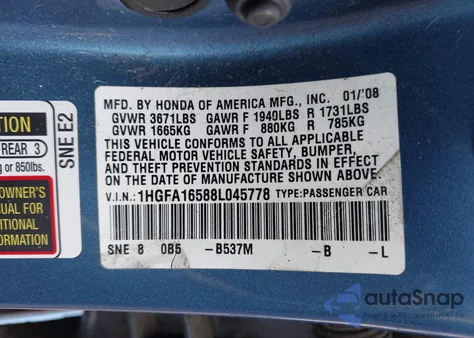 MFD. BY HONDA OF AMERICA MFG., INC. 01/'08
GVWR 3671LBS GAWR F 1940LBS R 1731LBS
GVWR 1665KG GAWR F 880KG R 785KG
THIS VEHICLE CONFORMS TO ALL APPLICABLE
FEDERAL MOTOR VEHICLE SAFETY, BUMPER,
AND THEFT PREVENTION STANDARDS IN EFFECT
ON THE DATE OF MANUFACTURE SHOWN ABOVE.
V.I.N.: 1HGFA16588L045778 TYPE:PASSENGER CAR
SNE 8 0B5 -B537M -B -L
SNE E2
TION
REAR 3
g or 850lbs.
OWNER'S
NUAL FOR
ITIONAL
ORMATION
autoSnap